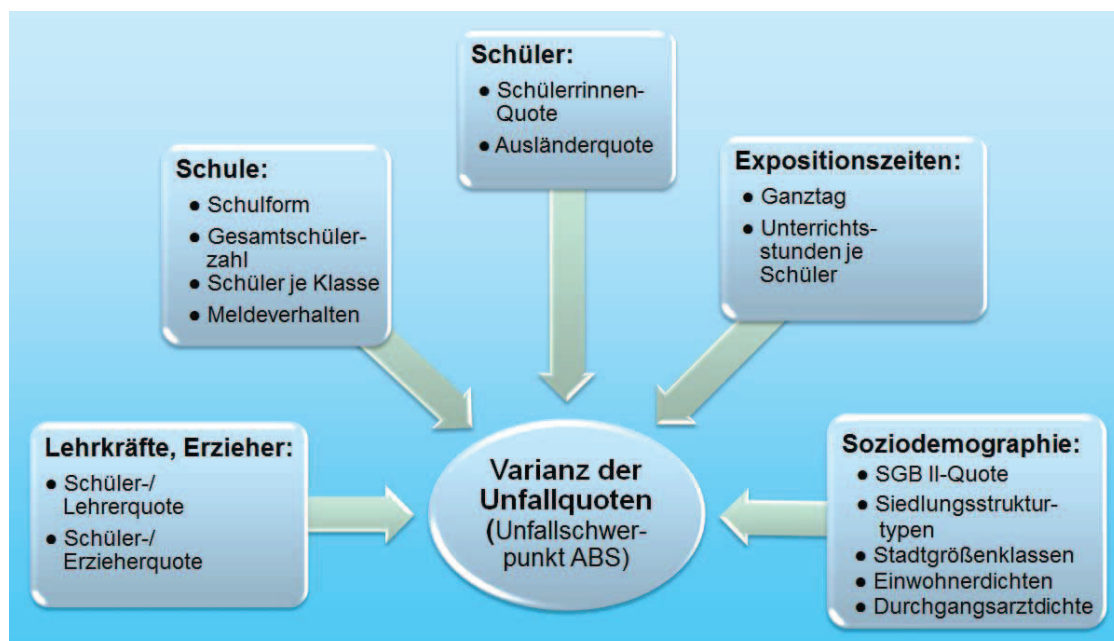 Schüler:
● Schülerrinnen-
Quote
● Ausländerquote
Schule:
● Schulform
● Gesamtschüler-
zahl
● Schüler je Klasse
● Meldeverhalten
Expositionszeiten:
● Ganztag
● Unterrichts-
stunden je
Schüler
Lehrkräfte, Erzieher:
● Schüler-/
Lehrerquote
● Schüler-/
Erzieherquote
Varianz der
Unfallquoten
(Unfallschwer-
punkt ABS)
Soziodemographie:
● SGB II-Quote
● Siedlungsstruktur-
typen
● Stadtgrößenklassen
● Einwohnerdichten
● Durchgangsarztdichte